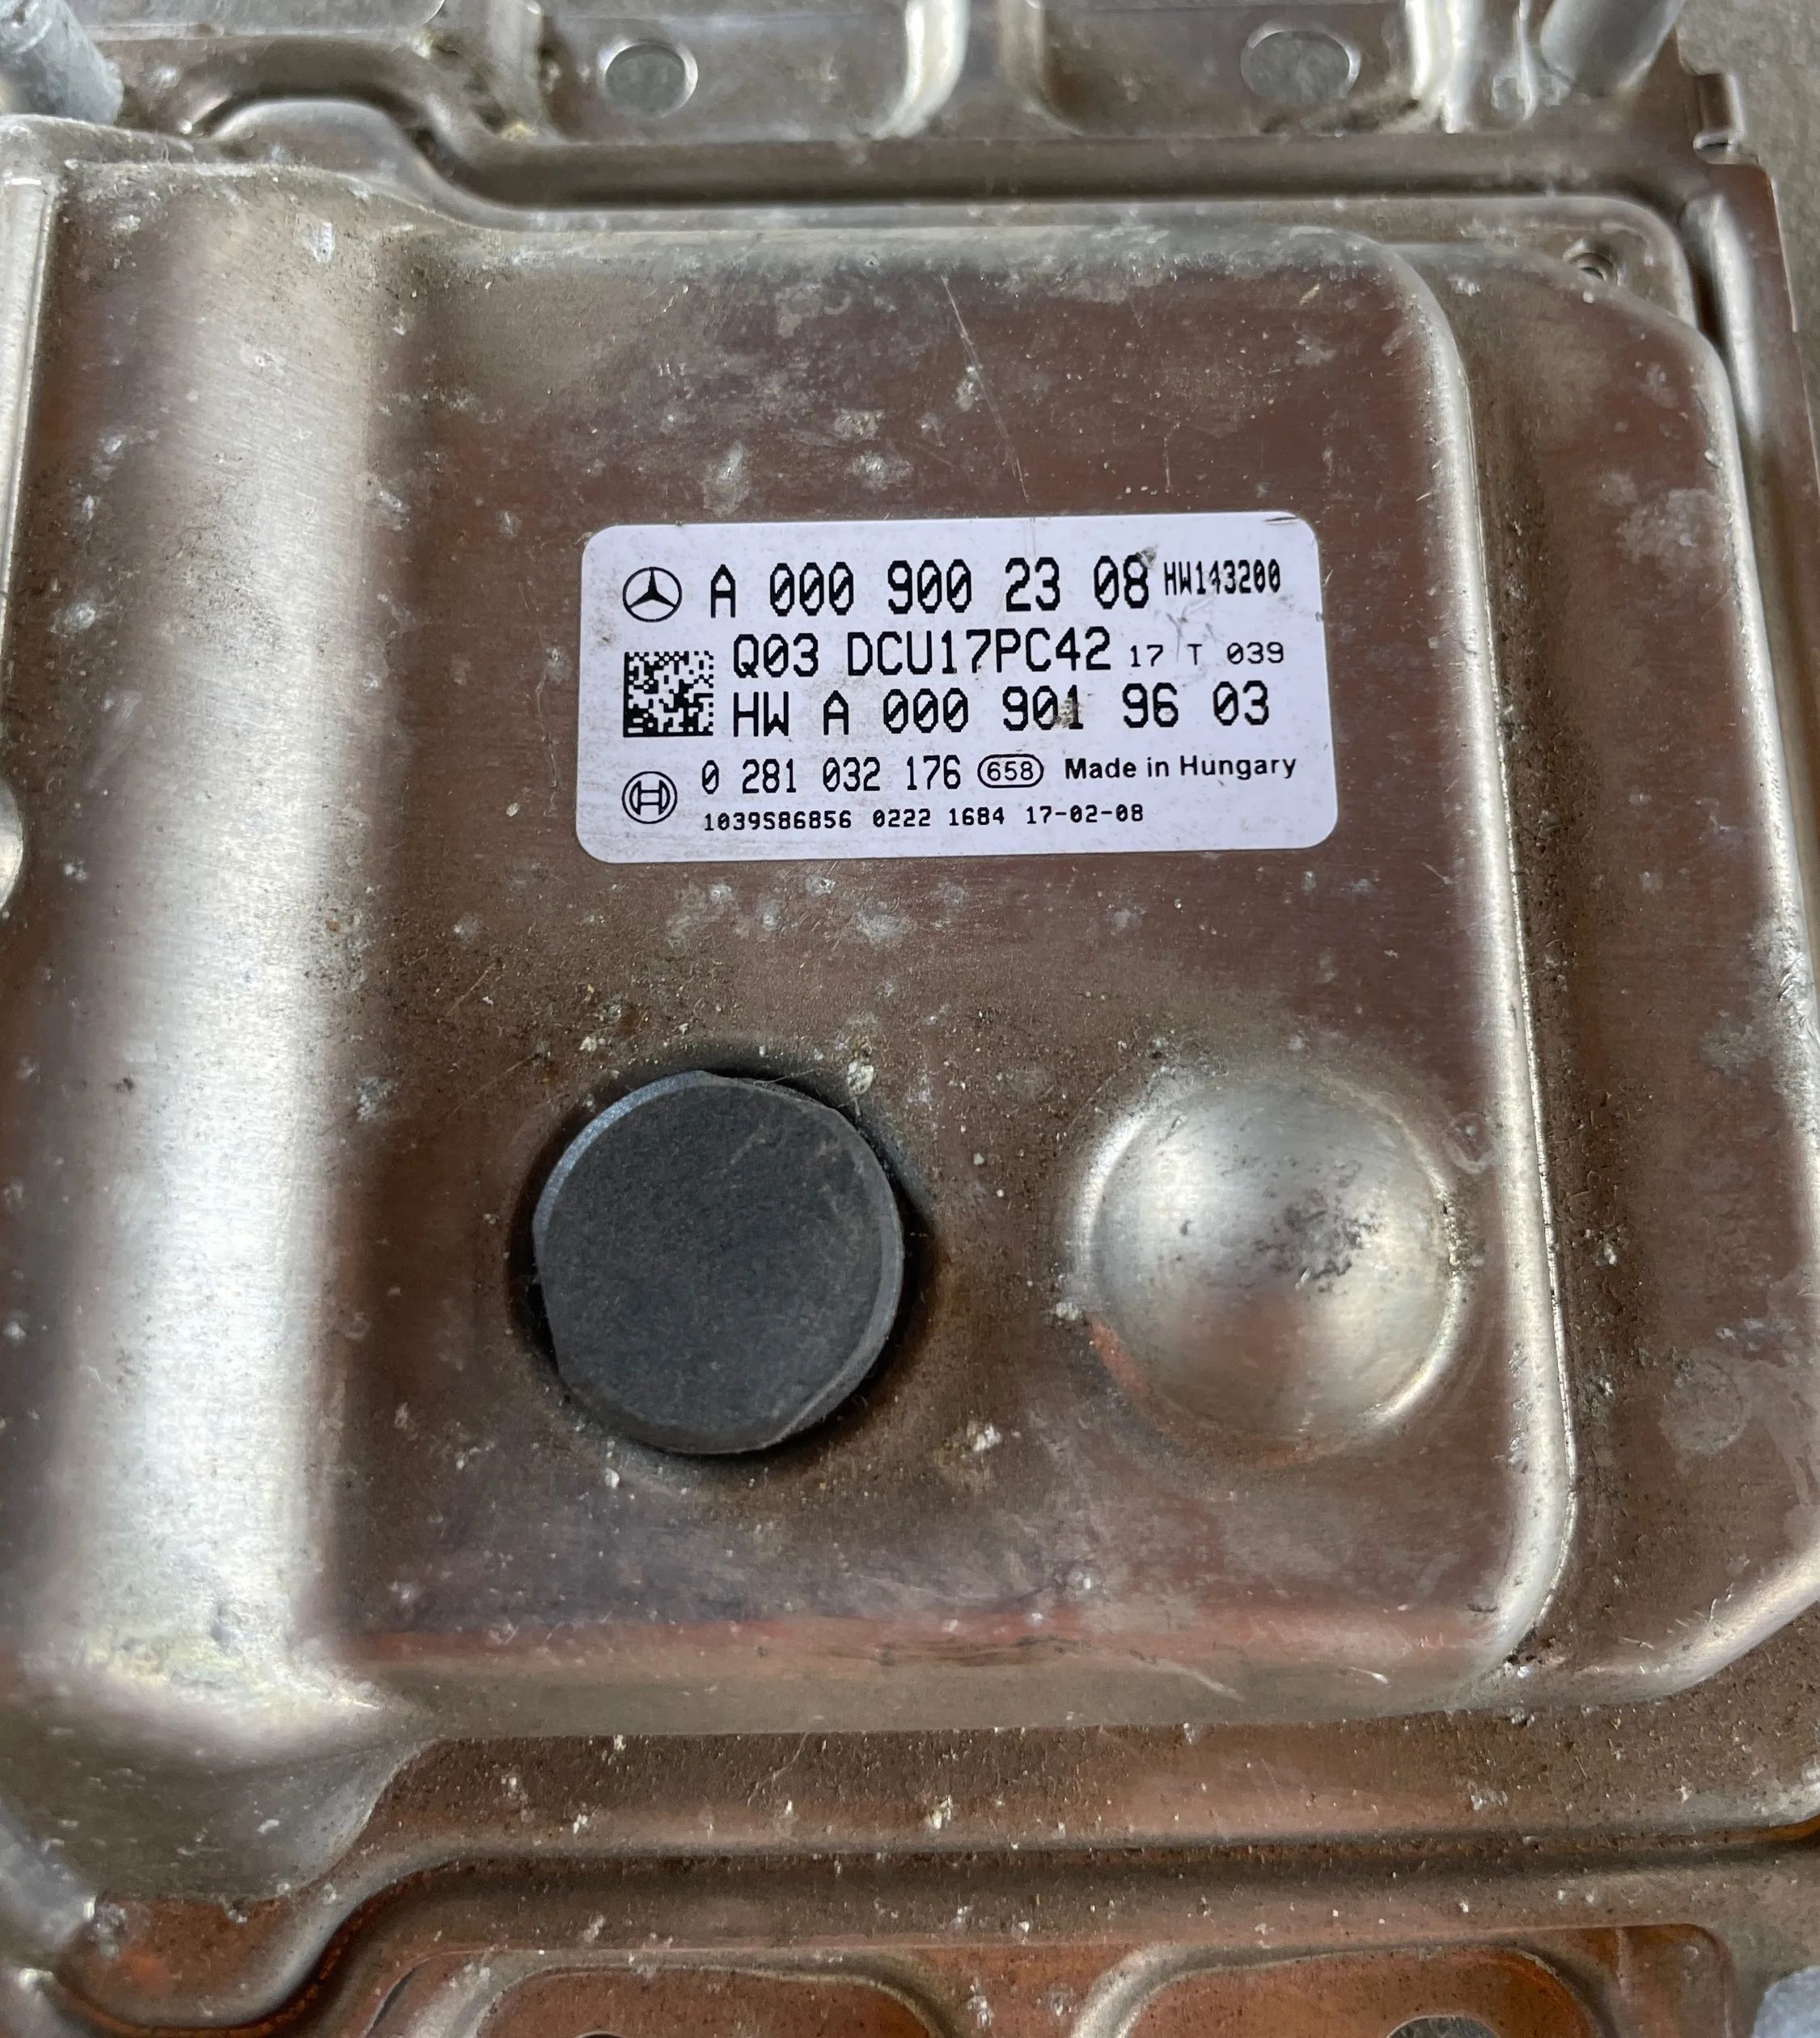 A 000 900 23 08 HW143200
Q03 DCU17PC42 17 T 039
HW A 000 901 96 03
0 281 032 176 658 Made in Hungary
1039S86856 0222 1684 17-02-08